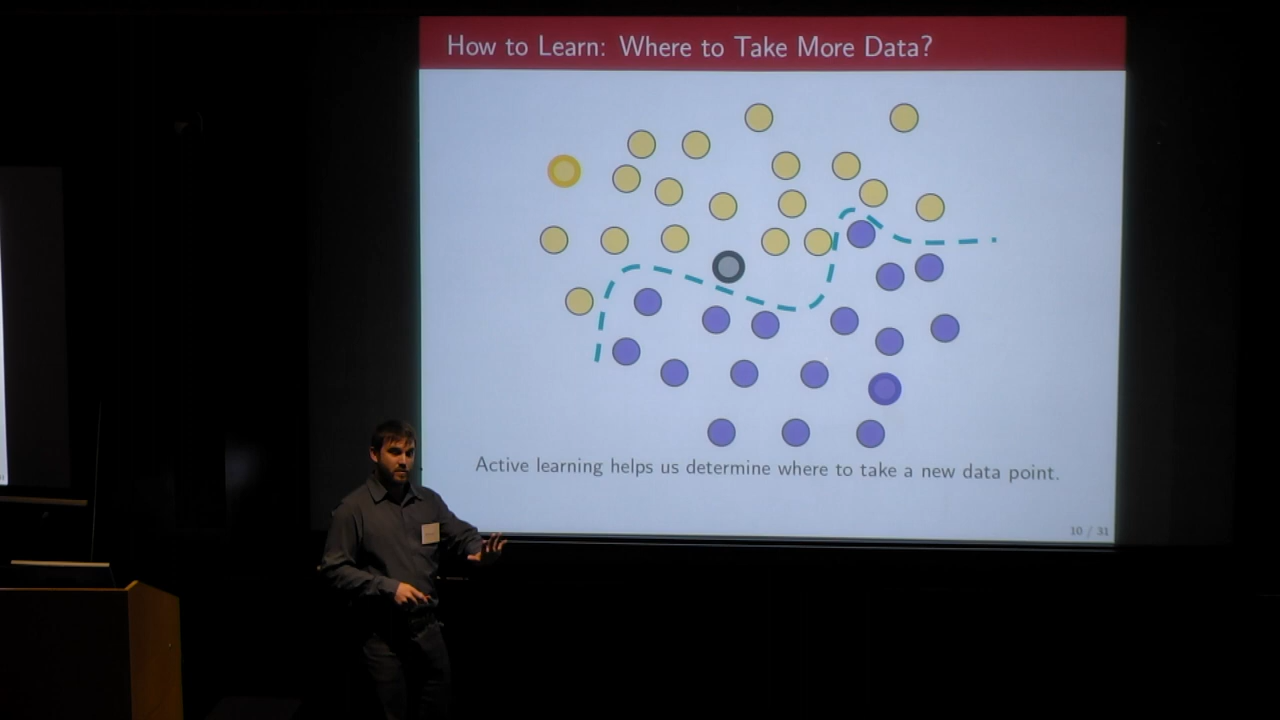 How to Learn: Where to Take More Data?
Active learning helps us determine where to take a new data point.
10 / 31